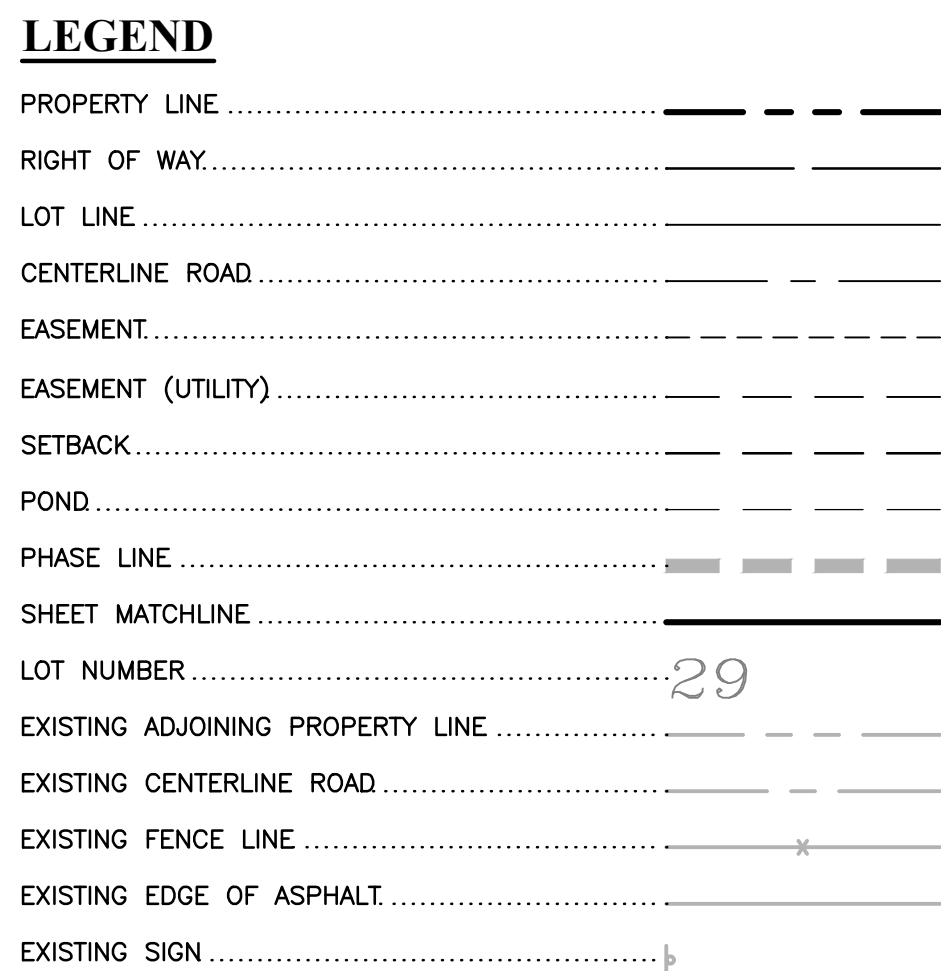 LEGEND
PROPERTY LINE
RIGHT OF WAY
LOT LINE
CENTERLINE ROAD
EASEMENT
EASEMENT (UTILITY)
SETBACK
POND
PHASE LINE
SHEET MATCHLINE
LOT NUMBER 29
EXISTING ADJOINING PROPERTY LINE
EXISTING CENTERLINE ROAD
EXISTING FENCE LINE x
EXISTING EDGE OF ASPHALT
EXISTING SIGN